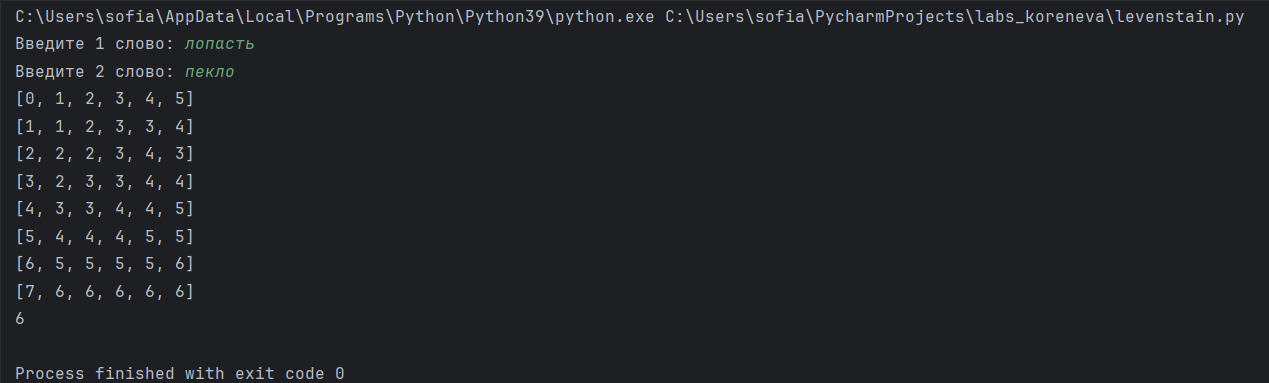 C:\Users\sofia\AppData\Local\Programs\Python\Python39\python.exe C:\Users\sofia\PycharmProjects\labs_koreneva\levenstain.py
Введите 1 слово: лопасть
Введите 2 слово: пекло
[0, 1, 2, 3, 4, 5]
[1, 1, 2, 3, 3, 4]
[2, 2, 2, 3, 4, 3]
[3, 2, 3, 3, 4, 4]
[4, 3, 3, 4, 4, 5]
[5, 4, 4, 4, 5, 5]
[6, 5, 5, 5, 5, 6]
[7, 6, 6, 6, 6, 6]
6
Process finished with exit code 0